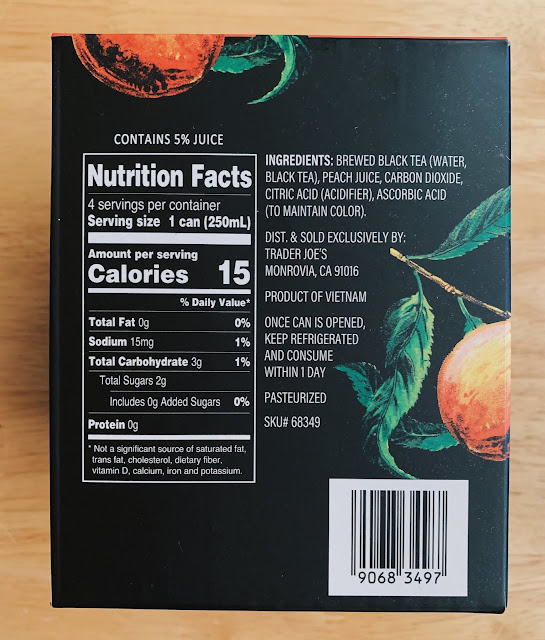 CONTAINS 5% JUICE
Nutrition Facts
4 servings per container
Serving size 1 can (250mL)
Amount per serving
Calories 15
% Daily Value*
Total Fat 0g 0%
Sodium 15mg 1%
Total Carbohydrate 3g 1%
Total Sugars 2g
Includes 0g Added Sugars 0%
Protein 0g
* Not a significant source of saturated fat,
trans fat, cholesterol, dietary fiber,
vitamin D, calcium, iron and potassium.
INGREDIENTS: BREWED BLACK TEA (WATER,
BLACK TEA), PEACH JUICE, CARBON DIOXIDE,
CITRIC ACID (ACIDIFIER), ASCORBIC ACID
(TO MAINTAIN COLOR).
DIST. & SOLD EXCLUSIVELY BY:
TRADER JOE'S
MONROVIA, CA 91016
PRODUCT OF VIETNAM
ONCE CAN IS OPENED,
KEEP REFRIGERATED
AND CONSUME
WITHIN 1 DAY
PASTEURIZED
SKU# 68349
9068 3497